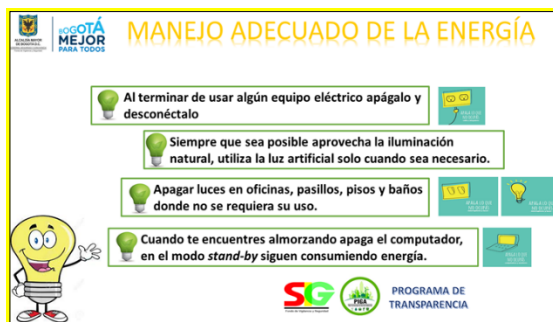 BOGOTÁ
MEJOR
PARA TODOS
MANEJO ADECUADO DE LA ENERGÍA
Al terminar de usar algún equipo eléctrico apágalo y
desconéctalo
Siempre que sea posible aprovecha la iluminación
natural, utiliza la luz artificial solo cuando sea necesario.
Apagar luces en oficinas, pasillos, pisos y baños
donde no se requiera su uso.
Cuando te encuentres almorzando apaga el computador,
en el modo stand-by siguen consumiendo energía.
SG
PIGA
PROGRAMA DE
TRANSPARENCIA